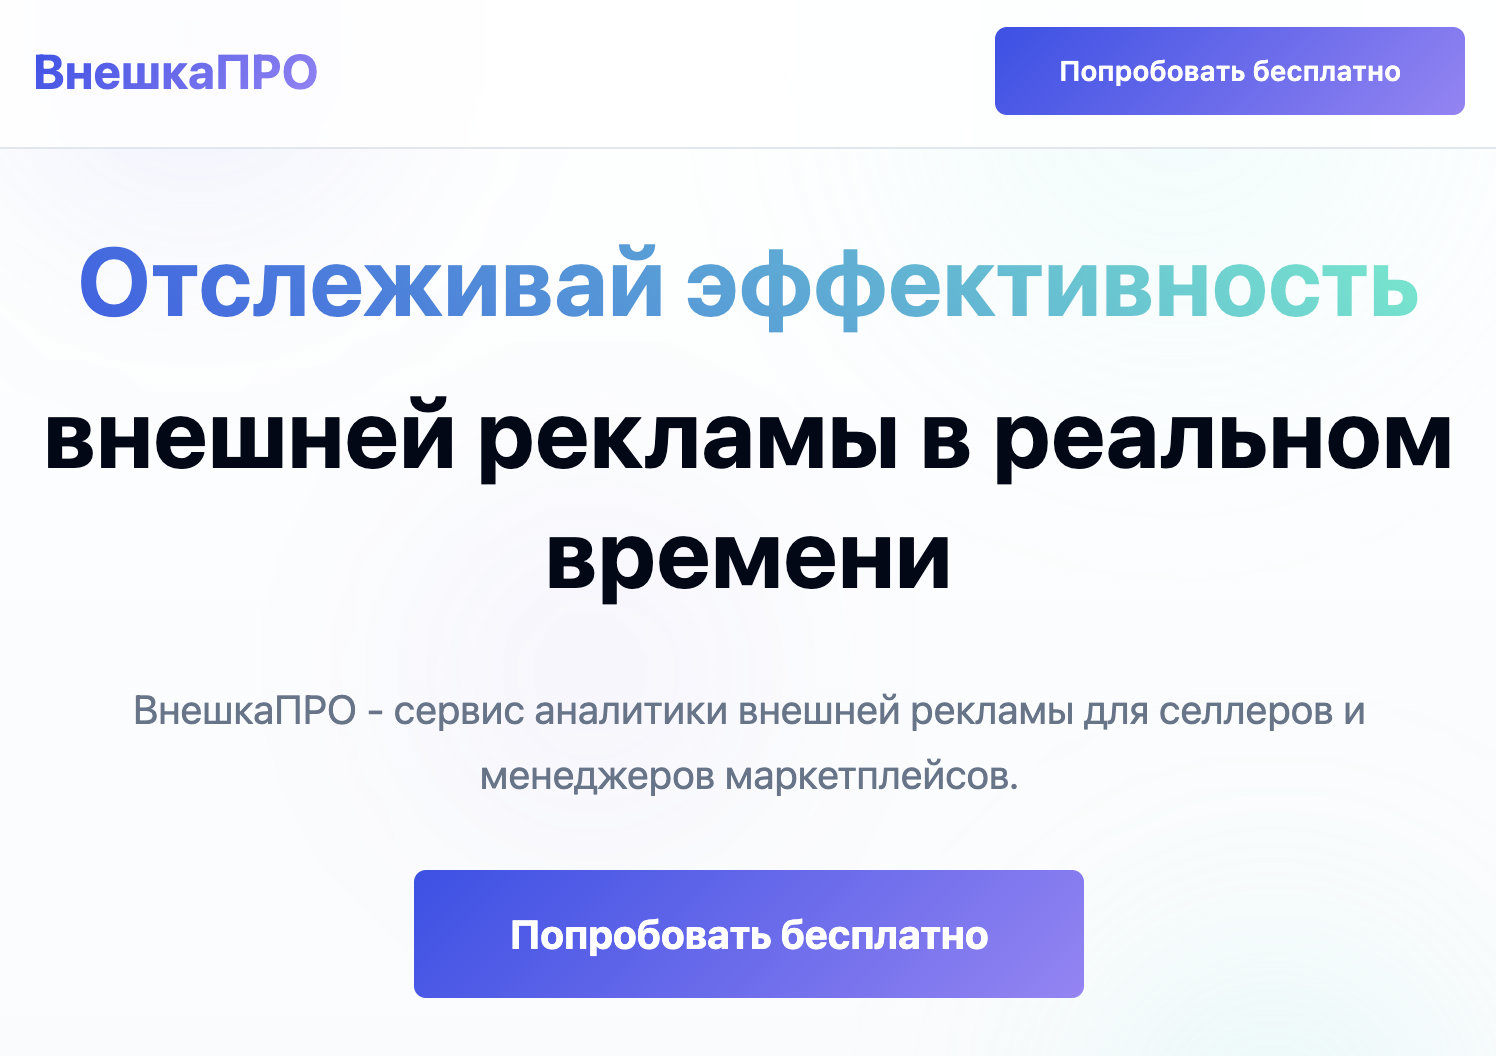 ВнешкаПРО
Попробовать бесплатно
Отслеживай эффективность
внешней рекламы в реальном
времени
ВнешкаПРО - сервис аналитики внешней рекламы для селлеров и
менеджеров маркетплейсов.
Попробовать бесплатно